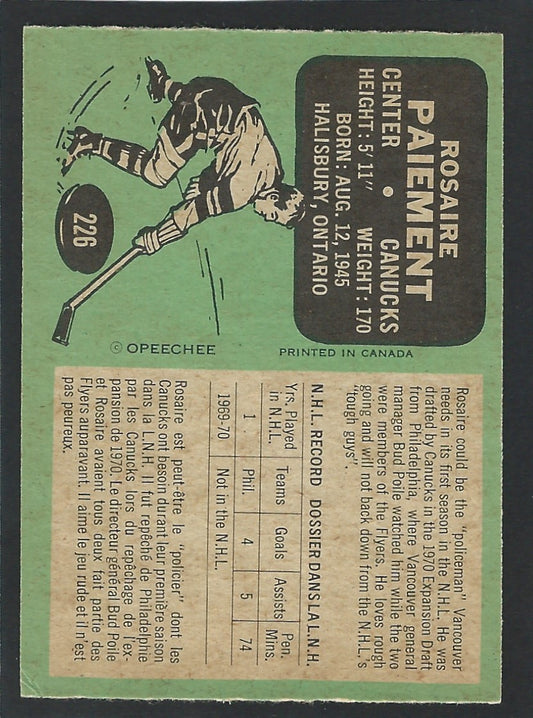 ROSAIRE
PAIEMENT
CENTER • CANUCKS
HEIGHT: 5' 11" WEIGHT: 170
BORN: AUG. 12, 1945
HALISBURY, ONTARIO
226
© OPEECHEE
PRINTED IN CANADA
Rosaire could be the "policeman" Vancouver
needs in its first season in the N.H.L. He was
drafted by Canucks in the 1970 Expansion Draft
from Philadelphia, where Vancouver general
manager Bud Poile watched him while the two
were members of the Flyers. He loves rough
going and will not back down from the N.H.L.'s
"tough guys".
N.H.L. RECORD DOSSIER DANS LA L.N.H.
Yrs. Played in N.H.L. Teams Goals Assists Pen. Mins.
1 Phil. 4 5 74
1969-70 Not in the N.H.L.
Rosaire est peut-être le "policier" dont les
Canucks ont besoin durant leur première saison
dans la L.N.H. Il fut repêché de Philadelphie
par les Canucks lors du repêchage de l'ex-
pansion de 1970. Le directeur général Bud Poile
et Rosaire avaient tous deux fait partie des
Flyers auparavant. Il aime le jeu rude et il n'est
pas peureux.